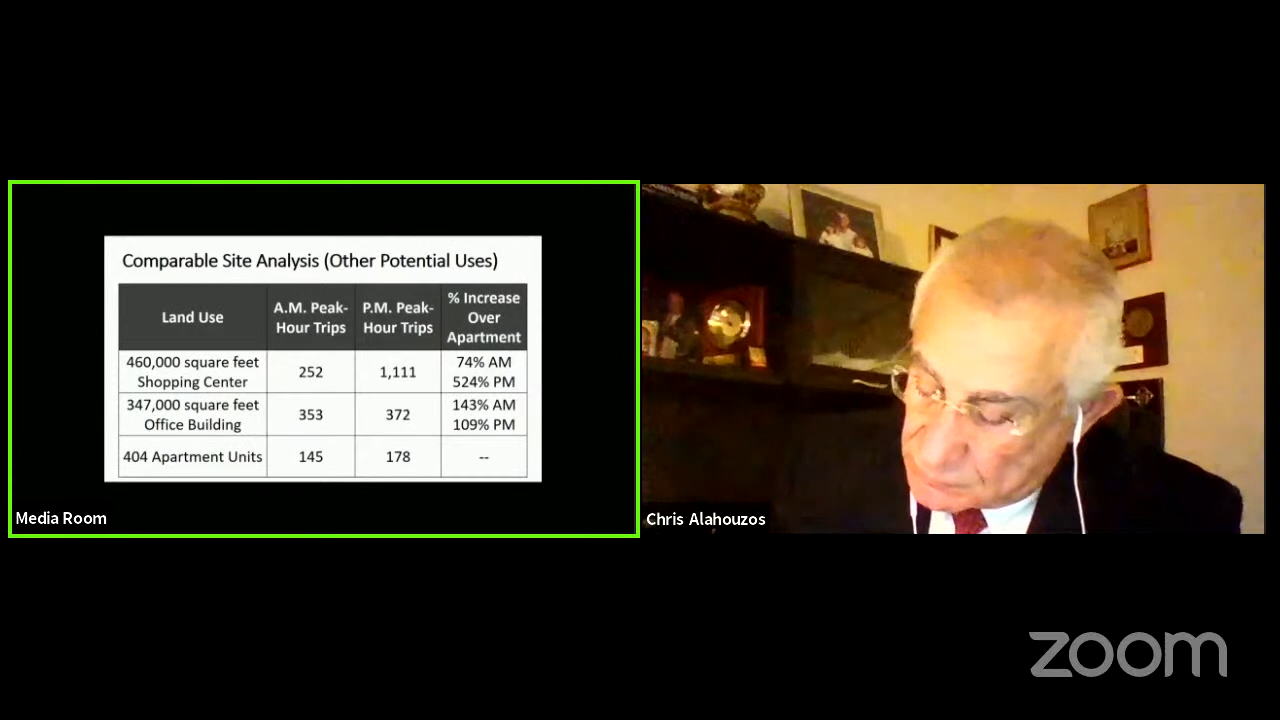 Comparable Site Analysis (Other Potential Uses)
Land Use
A.M. Peak-
Hour Trips
P.M. Peak-
Hour Trips
% Increase
Over
Apartment
460,000 square feet
Shopping Center
252
1,111
74% AM
524% PM
347,000 square feet
Office Building
353
372
143% AM
109% PM
404 Apartment Units
145
178
--
Media Room
Chris Alahouzos
zoom